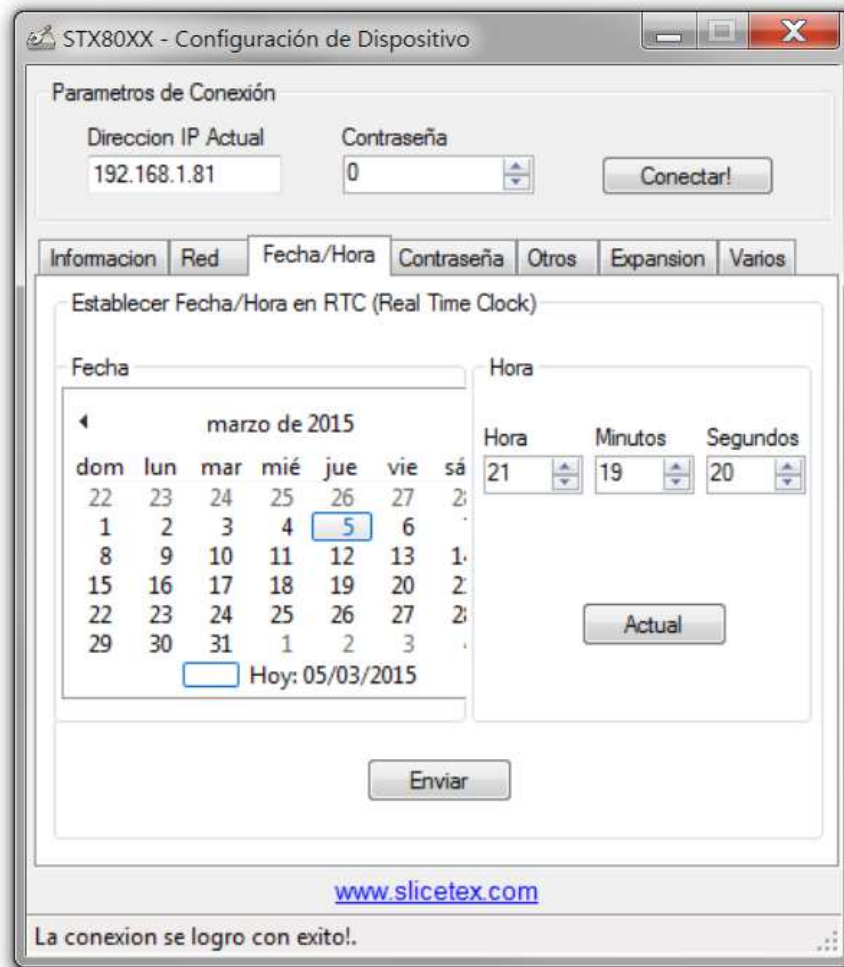 STX80XX - Configuración de Dispositivo
Parametros de Conexión
Direccion IP Actual Contraseña
192.168.1.81 0 Conectar!
Informacion Red Fecha/Hora Contraseña Otros Expansion Varios
Establecer Fecha/Hora en RTC (Real Time Clock)
Fecha Hora
marzo de 2015
Hora Minutos Segundos
dom lun mar mié jue vie sá
21 19 20
22 23 24 25 26 27
1 2 3 4 5 6
8 9 10 11 12 13
15 16 17 18 19 20
22 23 24 25 26 27
29 30 31 1 2 3
Actual
Hoy: 05/03/2015
Enviar
www.slicetex.com
La conexion se logro con exito!.